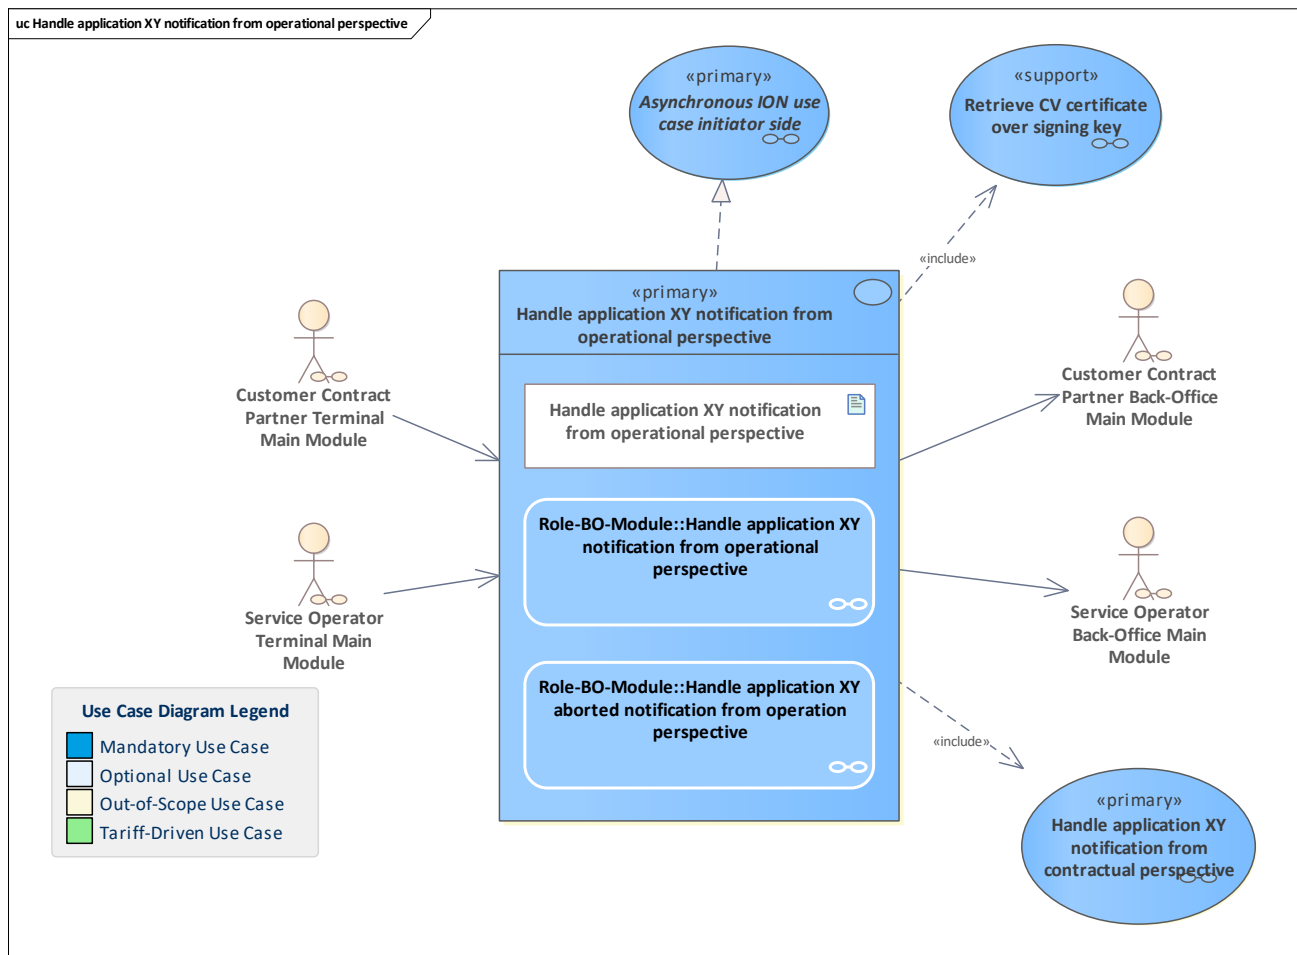 uc Handle application XY notification from operational perspective
«primary»
Asynchronous ION use
case initiator side
«support»
Retrieve CV certificate
over signing key
«include»
«primary»
Handle application XY notification from
operational perspective
Handle application XY notification
from operational perspective
Role-BO-Module::Handle application XY
notification from operational
perspective
Role-BO-Module::Handle application XY
aborted notification from operation
perspective
Customer Contract
Partner Terminal
Main Module
Service Operator
Terminal Main
Module
Customer Contract
Partner Back-Office
Main Module
Service Operator
Back-Office Main
Module
«include»
«primary»
Handle application XY
notification from
contractual perspective
Use Case Diagram Legend
Mandatory Use Case
Optional Use Case
Out-of-Scope Use Case
Tariff-Driven Use Case